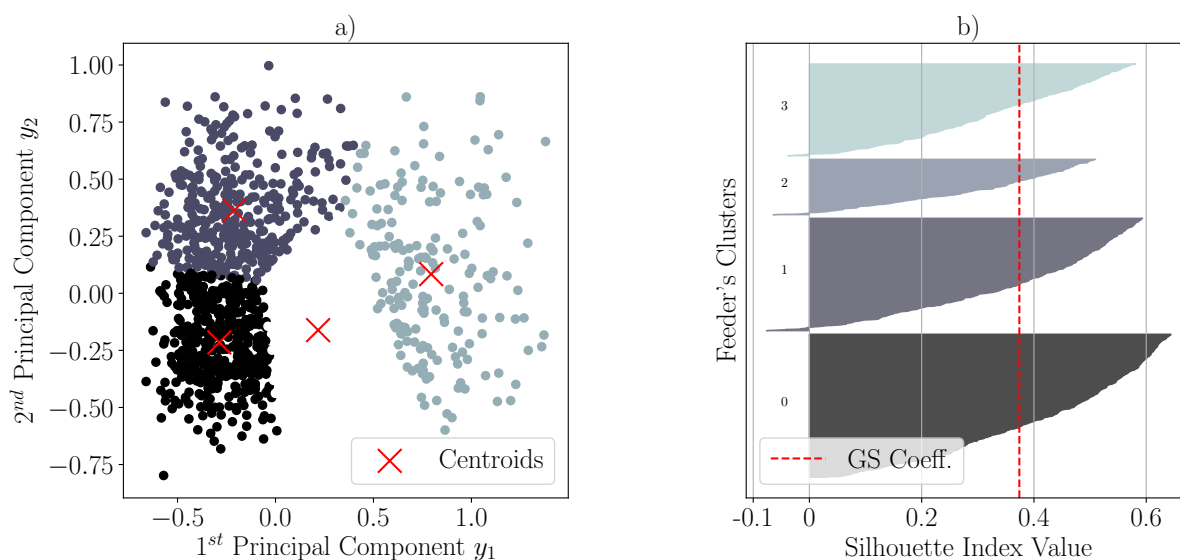 a)
2nd Principal Component y2
1.00
0.75
0.50
0.25
0.00
−0.25
−0.50
−0.75
−0.5
0.0
0.5
1.0
1st Principal Component y1
Centroids
b)
Feeder's Clusters
3
2
1
0
GS Coeff.
-0.1
0
0.2
0.4
0.6
Silhouette Index Value